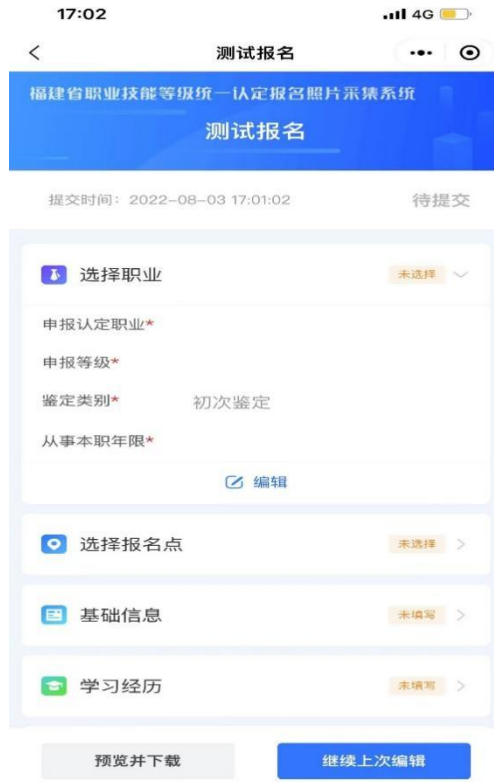 17:02
4G
测试报名
福建省职业技能等级统一认定报名照片采集系统
测试报名
提交时间：2022-08-03 17:01:02 待提交
选择职业 未选择
申报认定职业*
申报等级*
鉴定类别* 初次鉴定
从事本职年限*
编辑
选择报名点 未选择
基础信息 未填写
学习经历 未填写
预览并下载 继续上次编辑